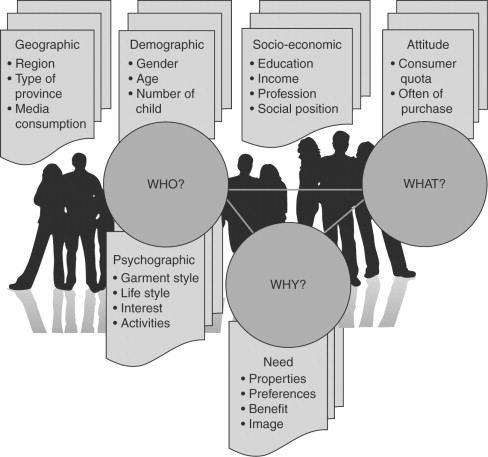 Geographic
• Region
• Type of
province
• Media
consumption
Demographic
• Gender
• Age
• Number of
child
Socio-economic
• Education
• Income
• Profession
• Social position
Attitude
• Consumer
quota
• Often of
purchase
WHO?
WHAT?
Psychographic
• Garment style
• Life style
• Interest
• Activities
WHY?
Need
• Properties
• Preferences
• Benefit
• Image